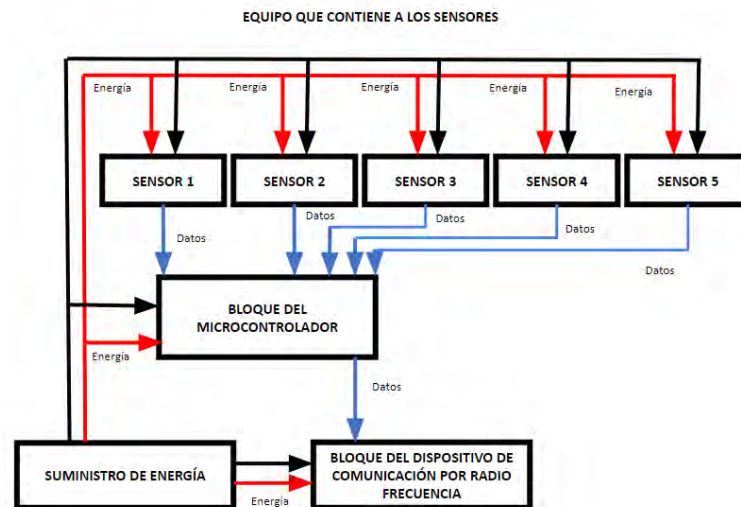 EQUIPO QUE CONTIENE A LOS SENSORES
Energía
Energía
Energía
Energía
Energía
SENSOR 1
SENSOR 2
SENSOR 3
SENSOR 4
SENSOR 5
Datos
Datos
Datos
Datos
Datos
BLOQUE DEL
MICROCONTROLADOR
Energía
Datos
SUMINISTRO DE ENERGÍA
BLOQUE DEL DISPOSITIVO DE
COMUNICACIÓN POR RADIO
FRECUENCIA
Energía